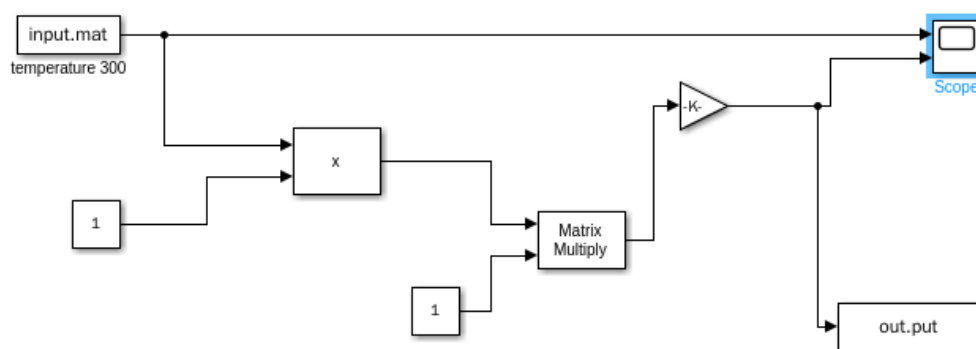 input.mat
temperature 300
Scope
-K-
x
1
Matrix
Multiply
1
out.put